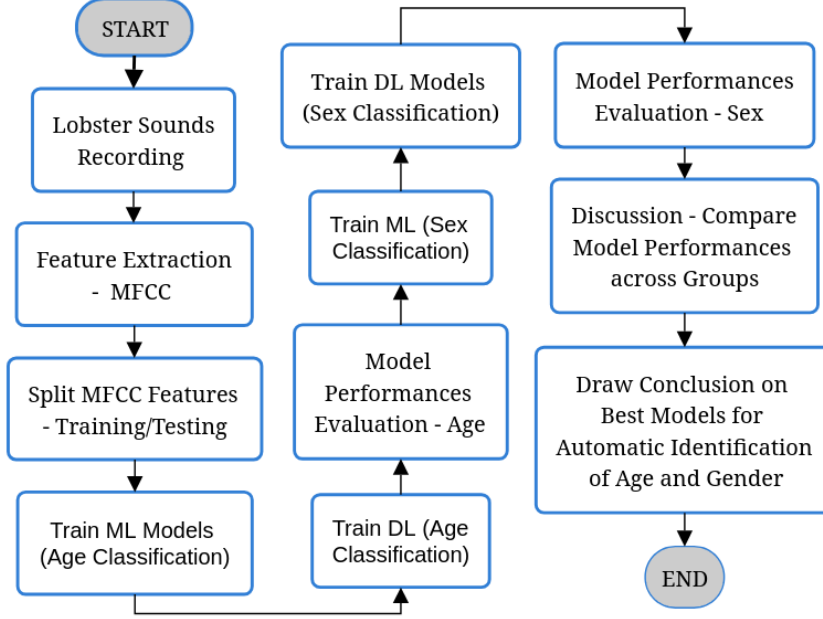 START
Lobster Sounds
Recording
Feature Extraction
- MFCC
Split MFCC Features
- Training/Testing
Train ML Models
(Age Classification)
Train DL (Age
Classification)
Model
Performances
Evaluation - Age
Train ML (Sex
Classification)
Train DL Models
(Sex Classification)
Model Performances
Evaluation - Sex
Discussion - Compare
Model Performances
across Groups
Draw Conclusion on
Best Models for
Automatic Identification
of Age and Gender
END